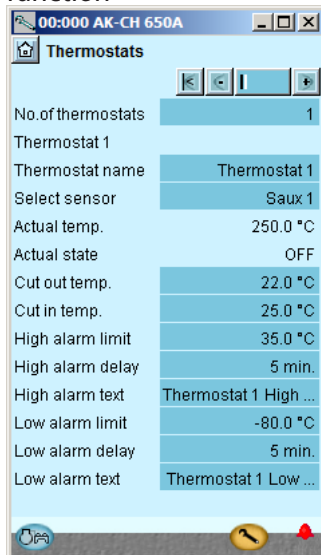 00:000 AK-CH 650A
Thermostats
No.of thermostats 1
Thermostat 1
Thermostat name Thermostat 1
Select sensor Saux 1
Actual temp. 250.0 °C
Actual state OFF
Cut out temp. 22.0 °C
Cut in temp. 25.0 °C
High alarm limit 35.0 °C
High alarm delay 5 min.
High alarm text Thermostat 1 High ...
Low alarm limit -80.0 °C
Low alarm delay 5 min.
Low alarm text Thermostat 1 Low ...